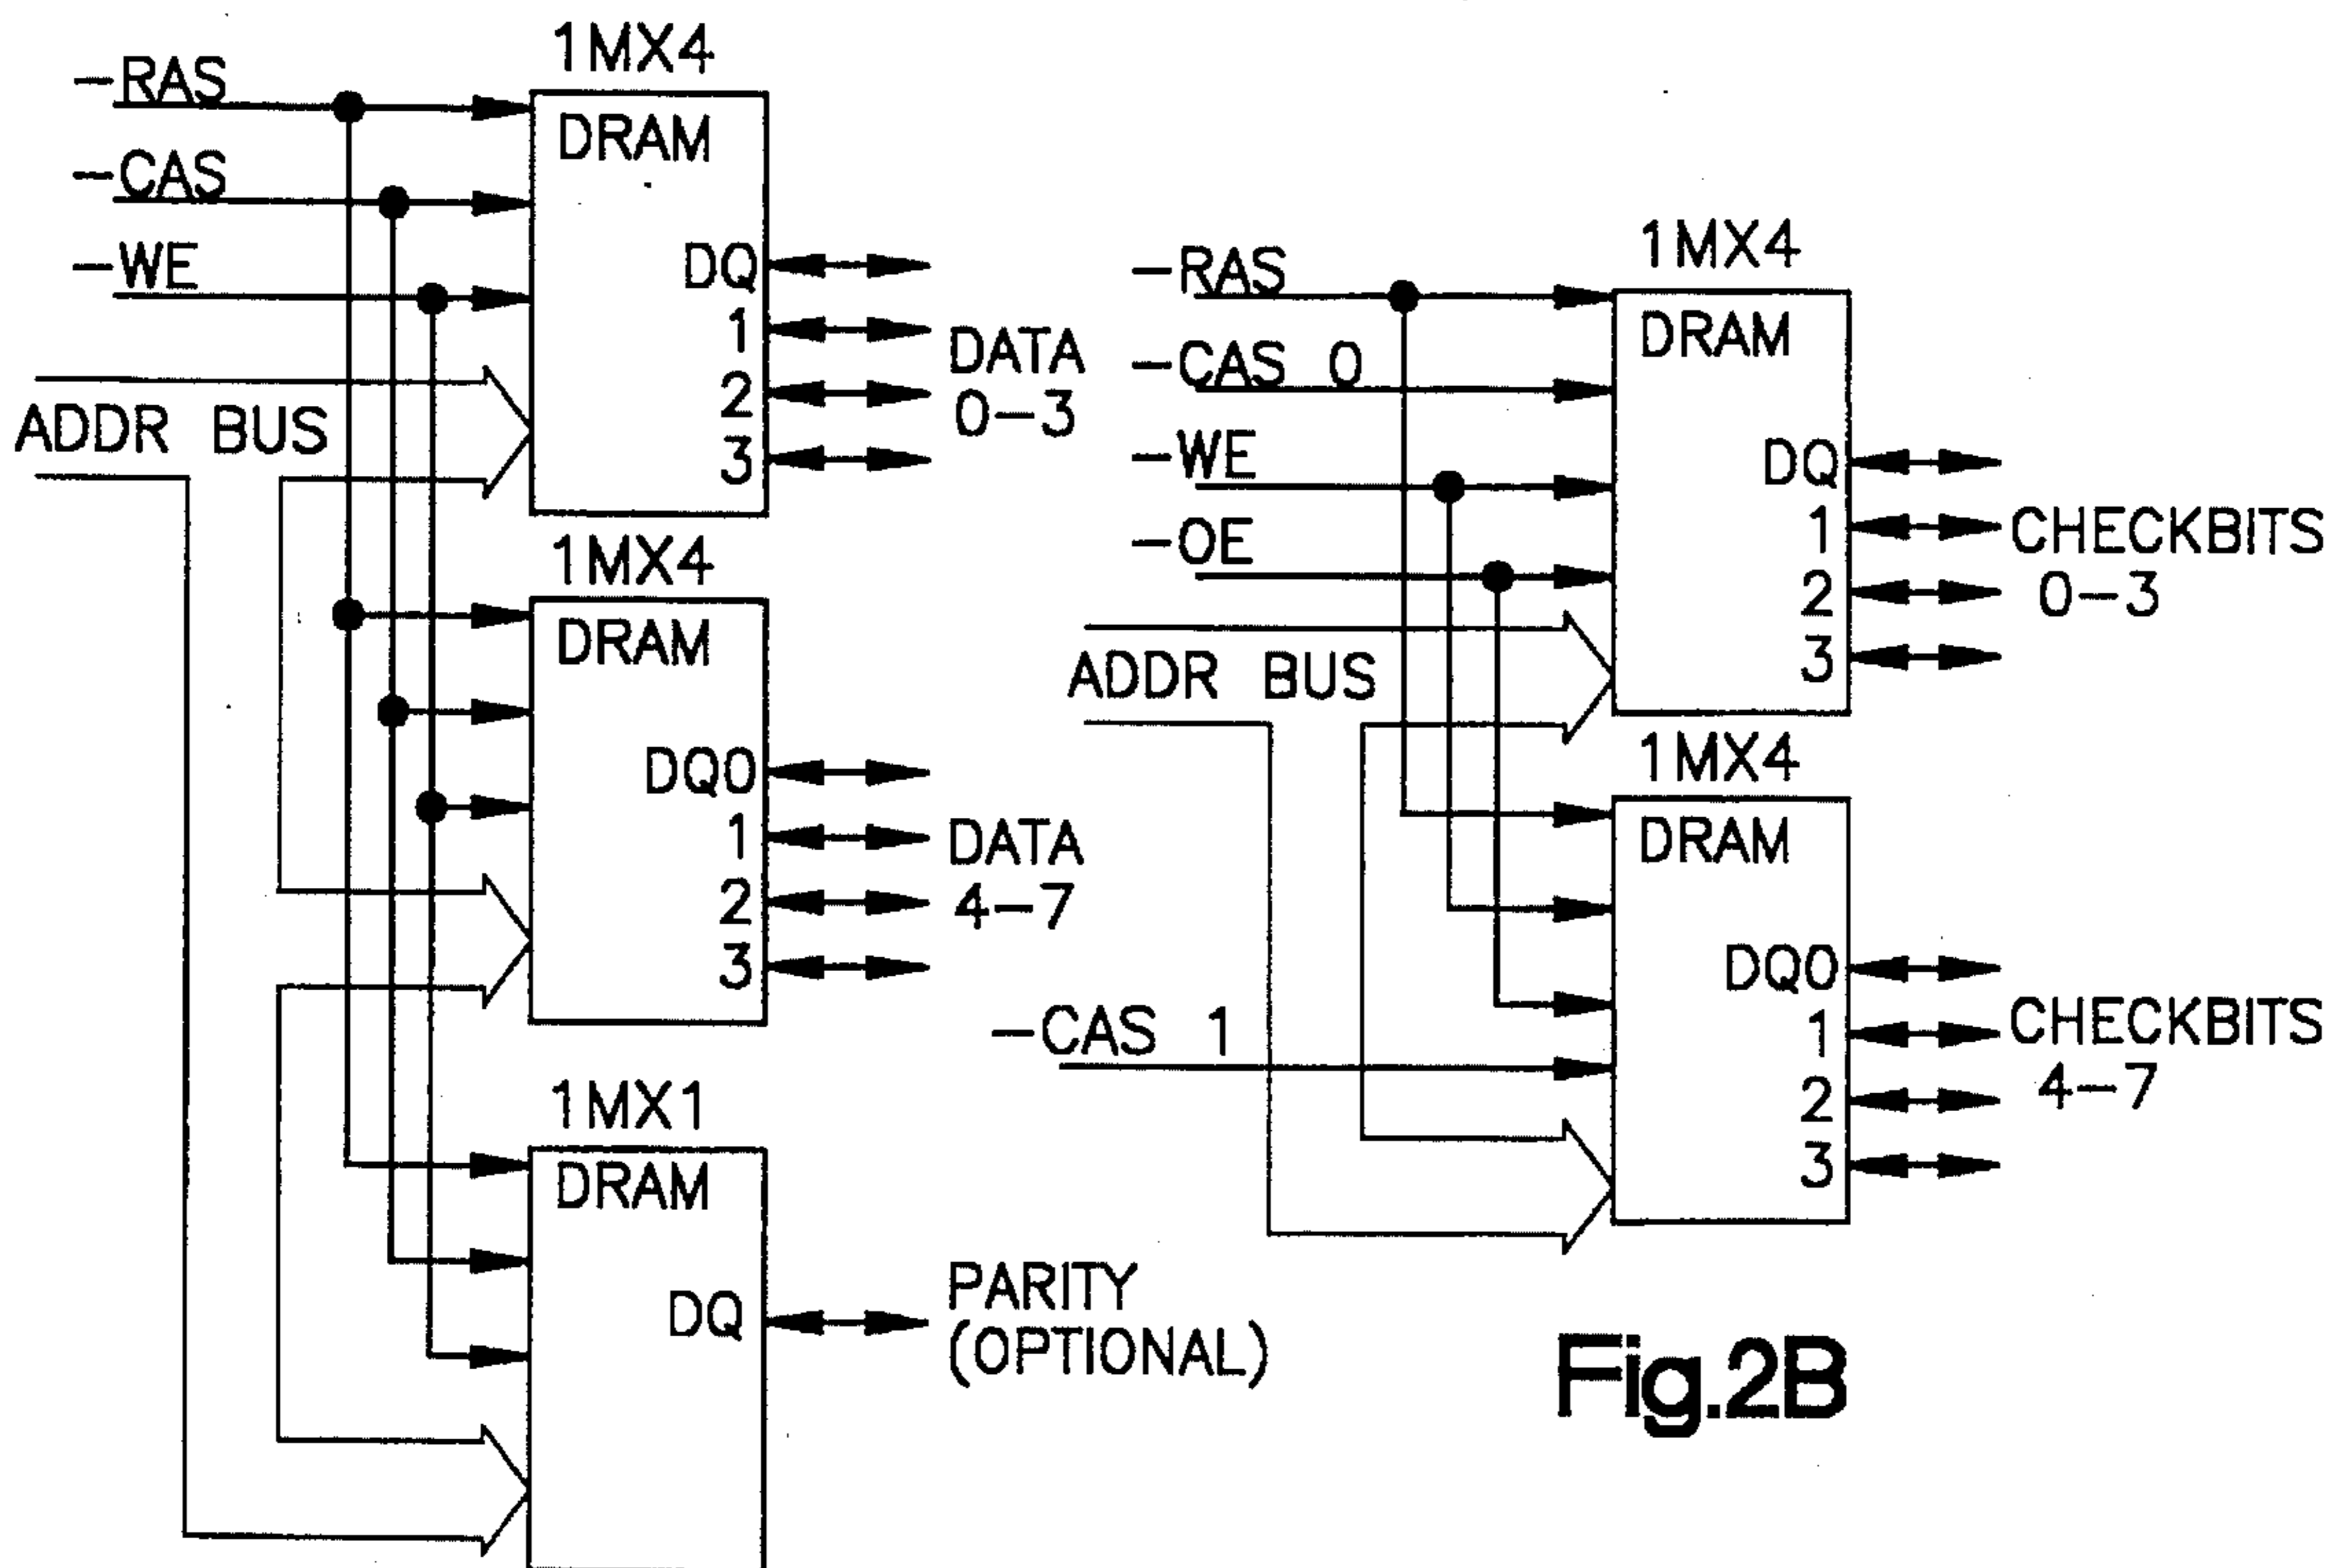 1MX4
-RAS
DRAM
-CAS
-WE
DQ
1
DATA
2
0-3
ADDR BUS
3
1MX4
DRAM
DQ0
1
DATA
2
4-7
3
1MX1
DRAM
DQ
PARITY
(OPTIONAL)
1MX4
-RAS
DRAM
-CAS 0
-WE
DQ
-OE
1
CHECKBITS
2
0-3
3
ADDR BUS
1MX4
DRAM
DQ0
-CAS 1
1
CHECKBITS
2
4-7
3
Fig.2B